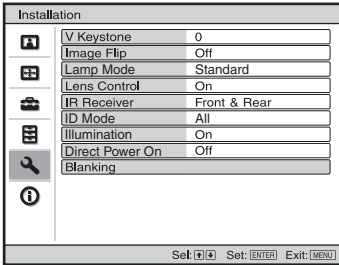 Installation
V Keystone 0
Image Flip Off
Lamp Mode Standard
Lens Control On
IR Receiver Front & Rear
ID Mode All
Illumination On
Direct Power On Off
Blanking
Sel: Set: ENTER Exit: MENU